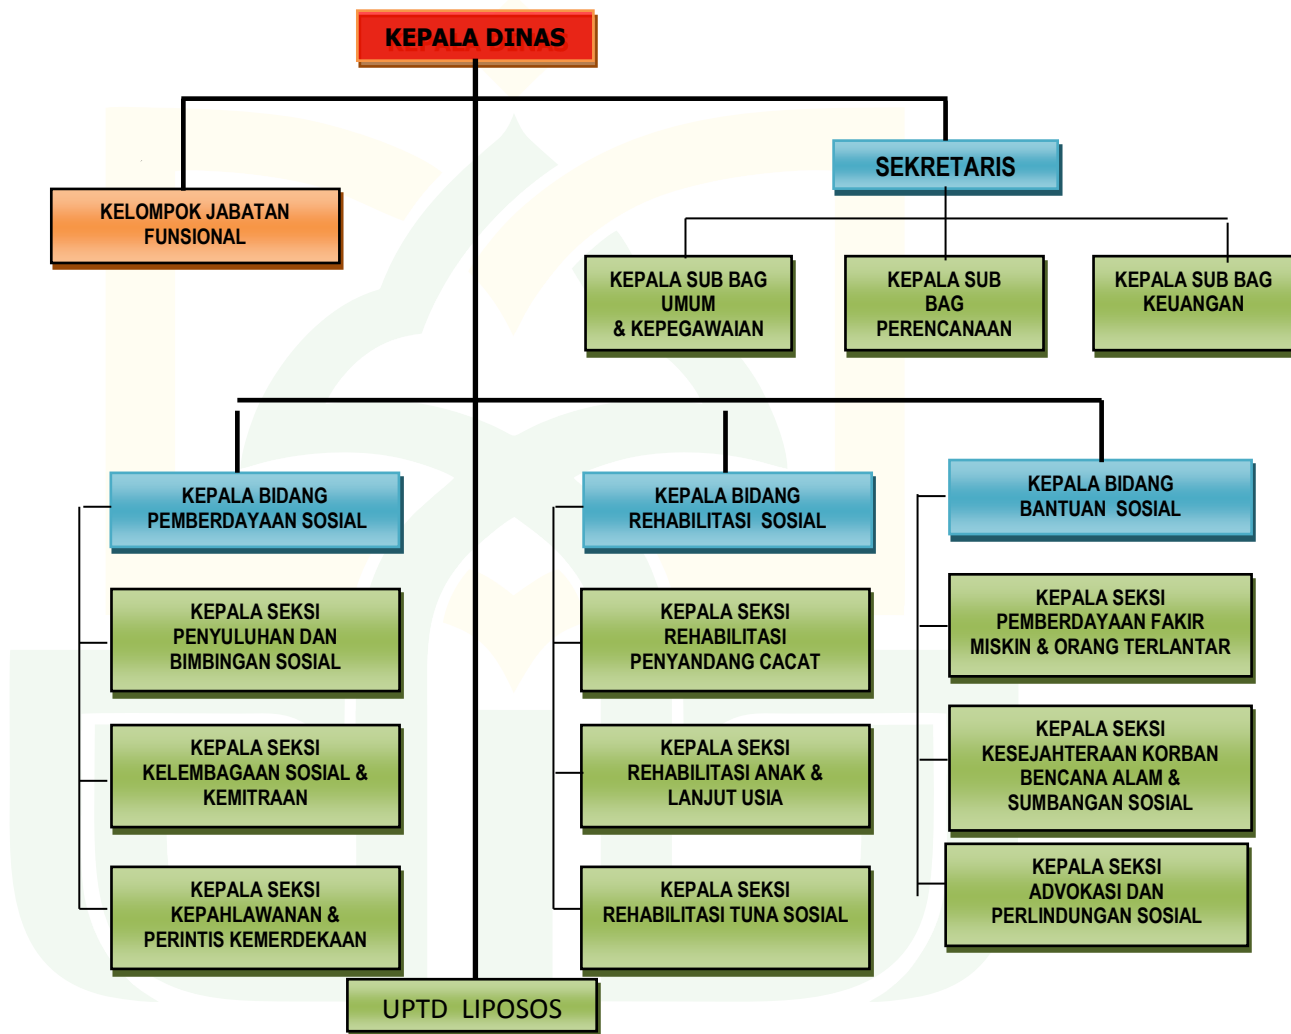 KEPALA DINAS
SEKRETARIS
KELOMPOK JABATAN
FUNSIONAL
KEPALA SUB BAG
UMUM
& KEPEGAWAIAN
KEPALA SUB
BAG
PERENCANAAN
KEPALA SUB BAG
KEUANGAN
KEPALA BIDANG
PEMBERDAYAAN SOSIAL
KEPALA BIDANG
REHABILITASI SOSIAL
KEPALA BIDANG
BANTUAN SOSIAL
KEPALA SEKSI
PENYULUHAN DAN
BIMBINGAN SOSIAL
KEPALA SEKSI
REHABILITASI
PENYANDANG CACAT
KEPALA SEKSI
PEMBERDAYAAN FAKIR
MISKIN & ORANG TERLANTAR
KEPALA SEKSI
KELEMBAGAAN SOSIAL &
KEMITRAAN
KEPALA SEKSI
REHABILITASI ANAK &
LANJUT USIA
KEPALA SEKSI
KESEJAHTERAAN KORBAN
BENCANA ALAM &
SUMBANGAN SOSIAL
KEPALA SEKSI
KEPAHLAWANAN &
PERINTIS KEMERDEKAAN
KEPALA SEKSI
REHABILITASI TUNA SOSIAL
KEPALA SEKSI
ADVOKASI DAN
PERLINDUNGAN SOSIAL
UPTD LIPOSOS